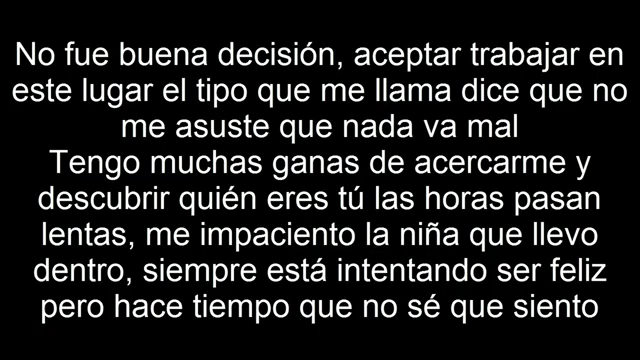 No fue buena decisión, aceptar trabajar en
este lugar el tipo que me llama dice que no
me asuste que nada va mal
Tengo muchas ganas de acercarme y
descubrir quién eres tú las horas pasan
lentas, me impaciento la niña que llevo
dentro, siempre está intentando ser feliz
pero hace tiempo que no sé que siento